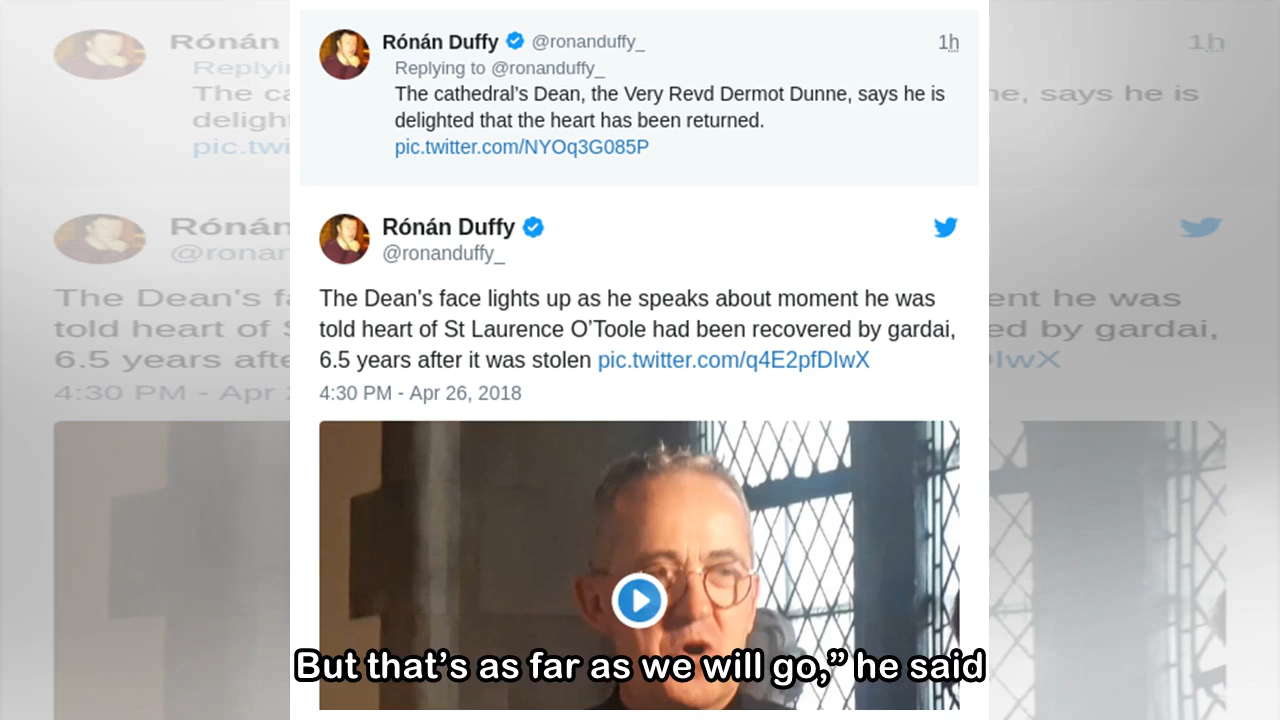 Rónán Duffy @ronanduffy_ 1h
Replying to @ronanduffy_
The cathedral's Dean, the Very Revd Dermot Dunne, says he is
delighted that the heart has been returned.
pic.twitter.com/NYOq3G085P
Rónán Duffy
@ronanduffy_
The Dean's face lights up as he speaks about moment he was
told heart of St Laurence O'Toole had been recovered by gardai,
6.5 years after it was stolen pic.twitter.com/q4E2pfDIwX
4:30 PM - Apr 26, 2018
But that’s as far as we will go,” he said